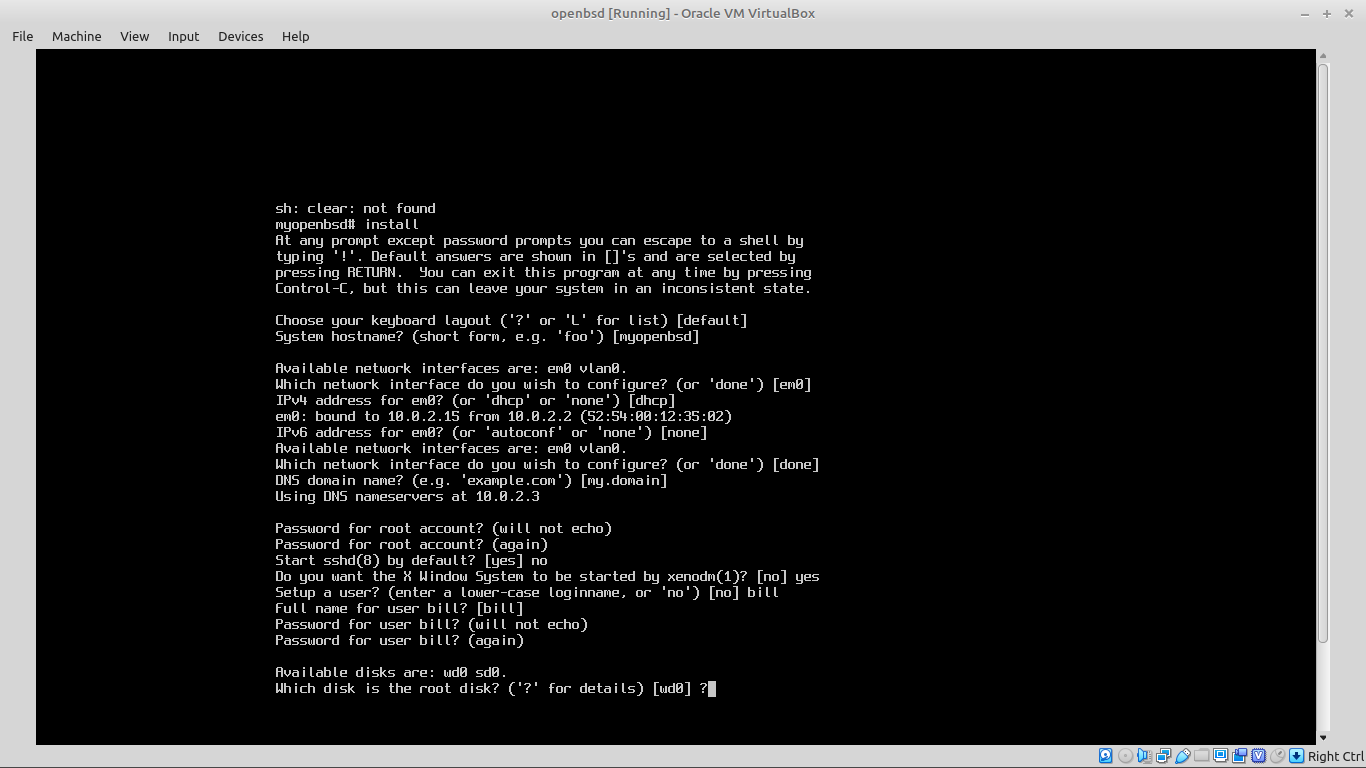 openbsd [Running] - Oracle VM VirtualBox
File Machine View Input Devices Help
sh: clear: not found
myopenbsd# install
At any prompt except password prompts you can escape to a shell by
typing '!'. Default answers are shown in []'s and are selected by
pressing RETURN.  You can exit this program at any time by pressing
Control-C, but this can leave your system in an inconsistent state.
Choose your keyboard layout ('?' or 'L' for list) [default]
System hostname? (short form, e.g. 'foo') [myopenbsd]
Available network interfaces are: em0 vlan0.
Which network interface do you wish to configure? (or 'done') [em0]
IPv4 address for em0? (or 'dhcp' or 'none') [dhcp]
em0: bound to 10.0.2.15 from 10.0.2.2 (52:54:00:12:35:02)
IPv6 address for em0? (or 'autoconf' or 'none') [none]
Available network interfaces are: em0 vlan0.
Which network interface do you wish to configure? (or 'done') [done]
DNS domain name? (e.g. 'example.com') [my.domain]
Using DNS nameservers at 10.0.2.3
Password for root account? (will not echo)
Password for root account? (again)
Start sshd(8) by default? [yes] no
Do you want the X Window System to be started by xenodm(1)? [no] yes
Setup a user? (enter a lower-case loginname, or 'no') [no] bill
Full name for user bill? [bill]
Password for user bill? (will not echo)
Password for user bill? (again)
Available disks are: wd0 sd0.
Which disk is the root disk? ('?' for details) [wd0] ?
Right Ctrl